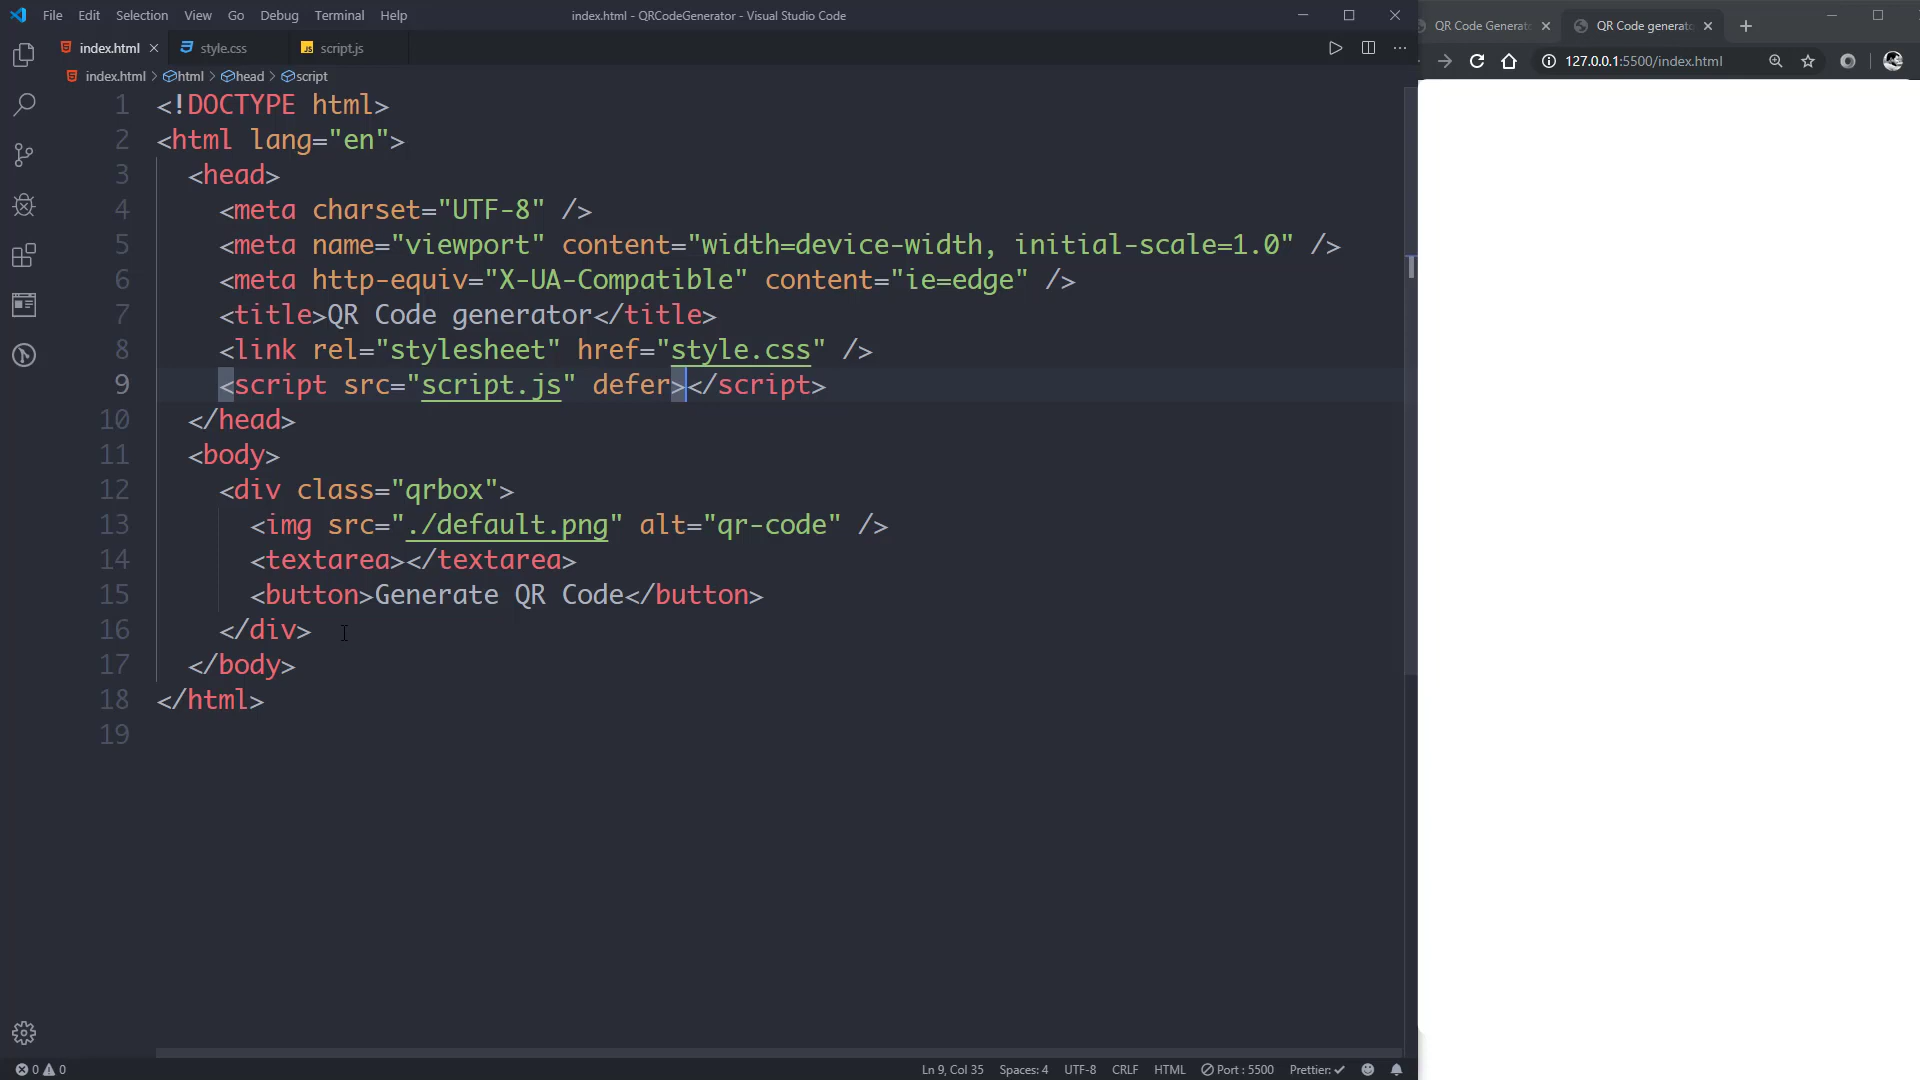 File Edit Selection View Go Debug Terminal Help
index.html - QRCodeGenerator - Visual Studio Code
index.html
style.css
JS script.js
index.html > html > head > script
1 <!DOCTYPE html>
2 <html lang="en">
3 <head>
4 <meta charset="UTF-8" />
5 <meta name="viewport" content="width=device-width, initial-scale=1.0" />
6 <meta http-equiv="X-UA-Compatible" content="ie=edge" />
7 <title>QR Code generator</title>
8 <link rel="stylesheet" href="style.css" />
9 <script src="script.js" defer></script>
10 </head>
11 <body>
12 <div class="qrbox">
13 <img src="./default.png" alt="qr-code" />
14 <textarea></textarea>
15 <button>Generate QR Code</button>
16 </div>
17 </body>
18 </html>
19
0 0
Ln 9, Col 35 Spaces: 4 UTF-8 CRLF HTML Port : 5500 Prettier: ✓
QR Code Generato
QR Code generato
127.0.0.1:5500/index.html